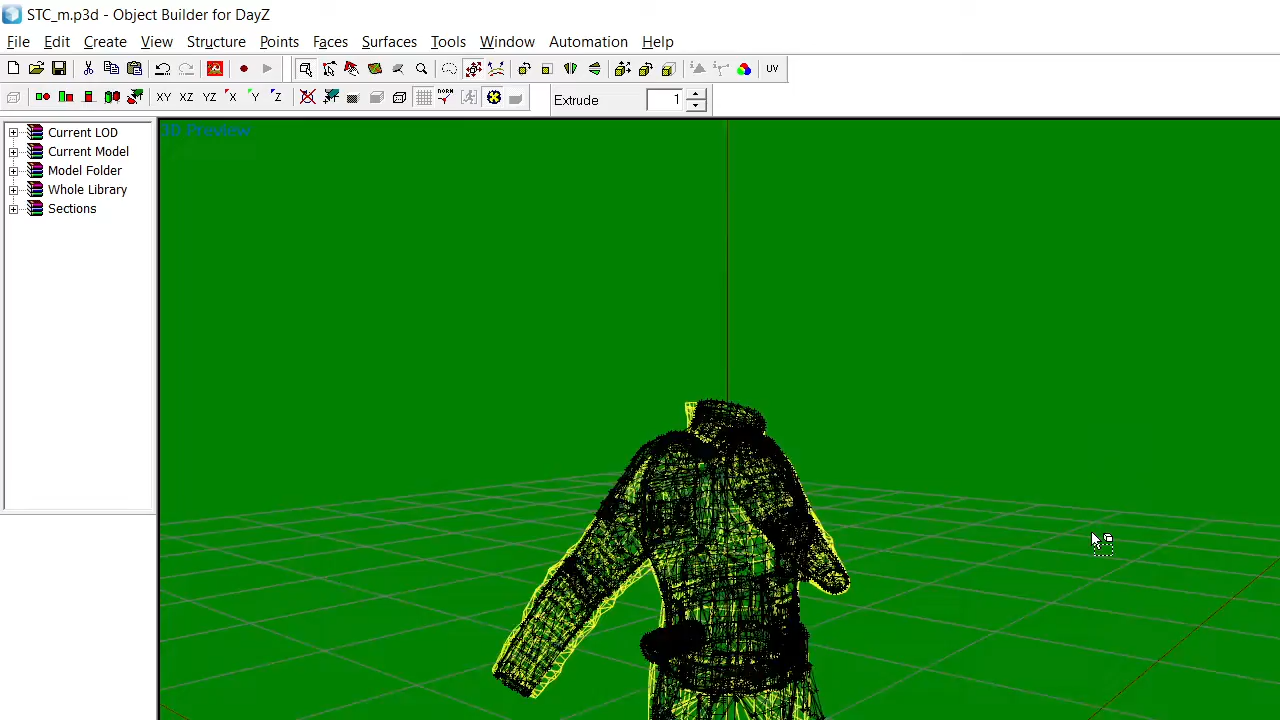 STC_m.p3d - Object Builder for DayZ
File Edit Create View Structure Points Faces Surfaces Tools Window Automation Help
UV
XY XZ YZ X Y Z NORM Extrude 1
3D Preview
Current LOD
Current Model
Model Folder
Whole Library
Sections